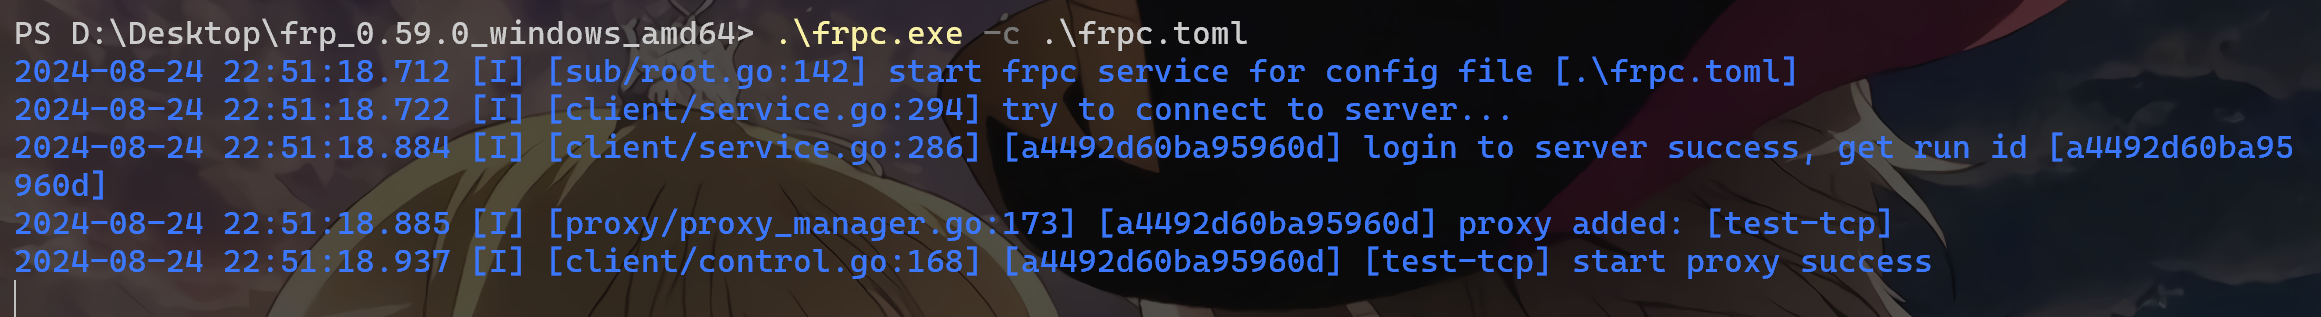 PS D:\Desktop\frp_0.59.0_windows_amd64> .\frpc.exe -c .\frpc.toml
2024-08-24 22:51:18.712 [I] [sub/root.go:142] start frpc service for config file [.\frpc.toml]
2024-08-24 22:51:18.722 [I] [client/service.go:294] try to connect to server...
2024-08-24 22:51:18.884 [I] [client/service.go:286] [a4492d60ba95960d] login to server success, get run id [a4492d60ba95
960d]
2024-08-24 22:51:18.885 [I] [proxy/proxy_manager.go:173] [a4492d60ba95960d] proxy added: [test-tcp]
2024-08-24 22:51:18.937 [I] [client/control.go:168] [a4492d60ba95960d] [test-tcp] start proxy success